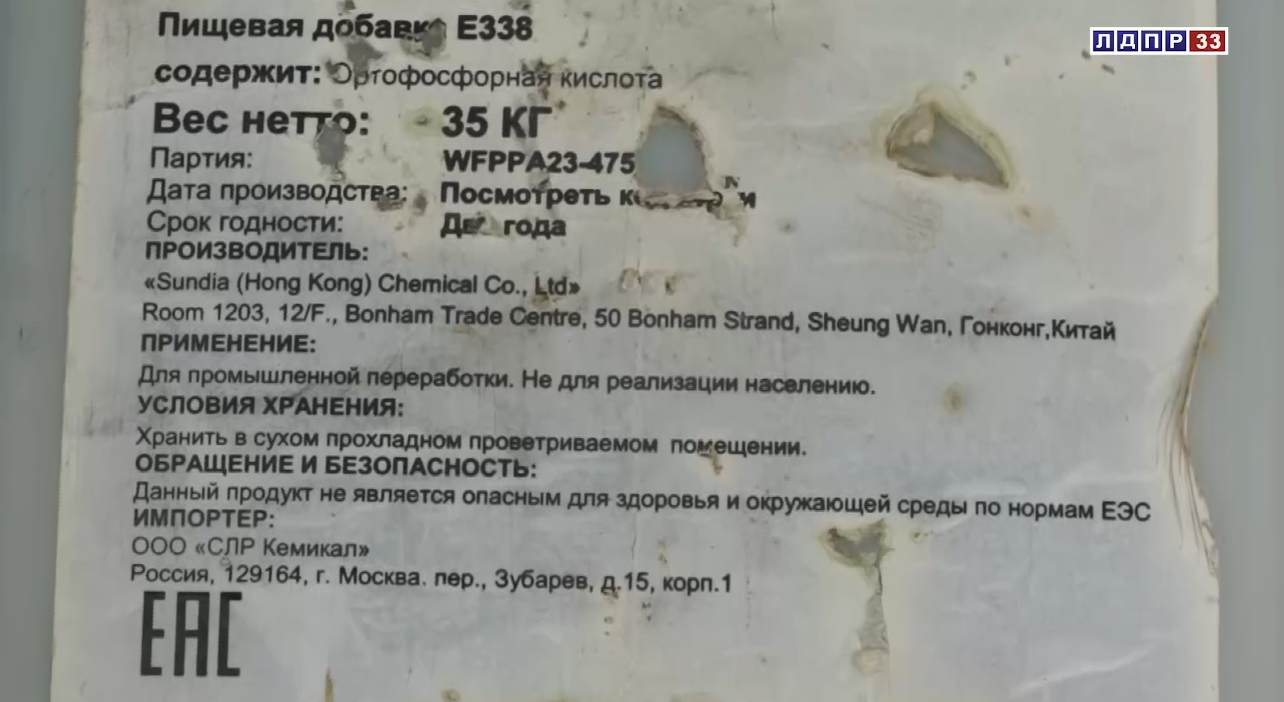 Пищевая добавка E338
ЛДПР 33
содержит: Ортофосфорная кислота
Вес нетто: 35 КГ
Партия: WFPPA23-475
Дата производства: Посмотреть
Срок годности: Два года
ПРОИЗВОДИТЕЛЬ:
«Sundia (Hong Kong) Chemical Co., Ltd»
Room 1203, 12/F., Bonham Trade Centre, 50 Bonham Strand, Sheung Wan, Гонконг,Китай
ПРИМЕНЕНИЕ:
Для промышленной переработки. Не для реализации населению.
УСЛОВИЯ ХРАНЕНИЯ:
Хранить в сухом прохладном проветриваемом помещении.
ОБРАЩЕНИЕ И БЕЗОПАСНОСТЬ:
Данный продукт не является опасным для здоровья и окружающей среды по нормам ЕЭС
ИМПОРТЕР:
ООО «СЛР Кемикал»
Россия, 129164, г. Москва. пер., Зубарев, д.15, корп.1
EAC